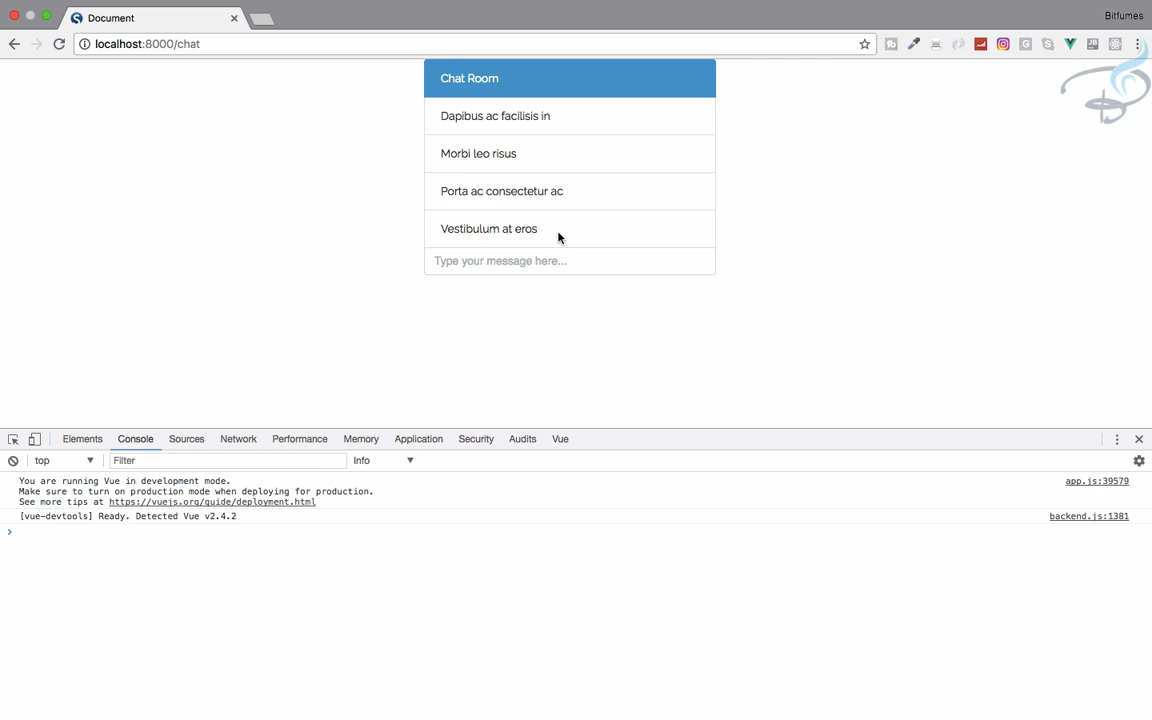 Document
Bitfumes
localhost:8000/chat
Chat Room
Dapibus ac facilisis in
Morbi leo risus
Porta ac consectetur ac
Vestibulum at eros
Type your message here...
Elements Console Sources Network Performance Memory Application Security Audits Vue
top Filter Info
You are running Vue in development mode. app.js:39579
Make sure to turn on production mode when deploying for production.
See more tips at https://vuejs.org/guide/deployment.html
[vue-devtools] Ready. Detected Vue v2.4.2 backend.js:1381